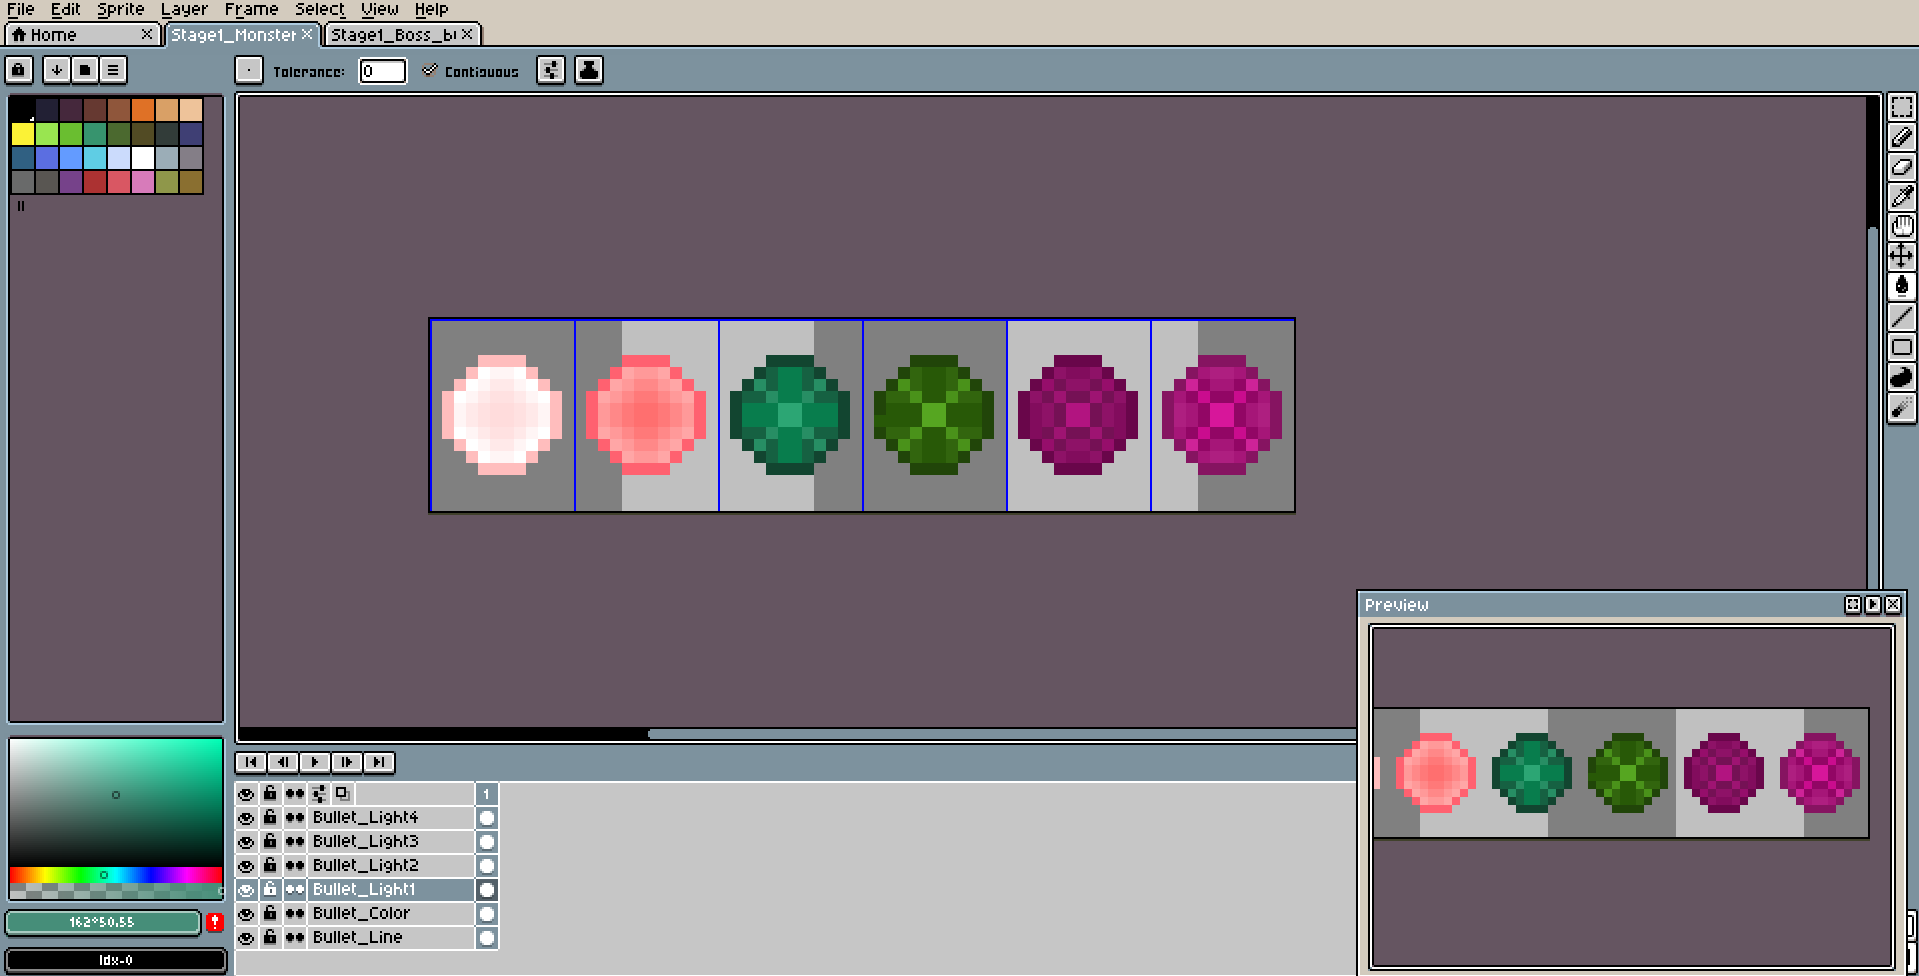 File Edit Sprite Layer Frame Select View Help
Home Stage1_Monster Stage1_Boss_b
Tolerance: 0 Contiguous
Preview
1
Bullet_Light4
Bullet_Light3
Bullet_Light2
Bullet_Light1
Bullet_Color
Bullet_Line
162°50.55
!
Idx-0